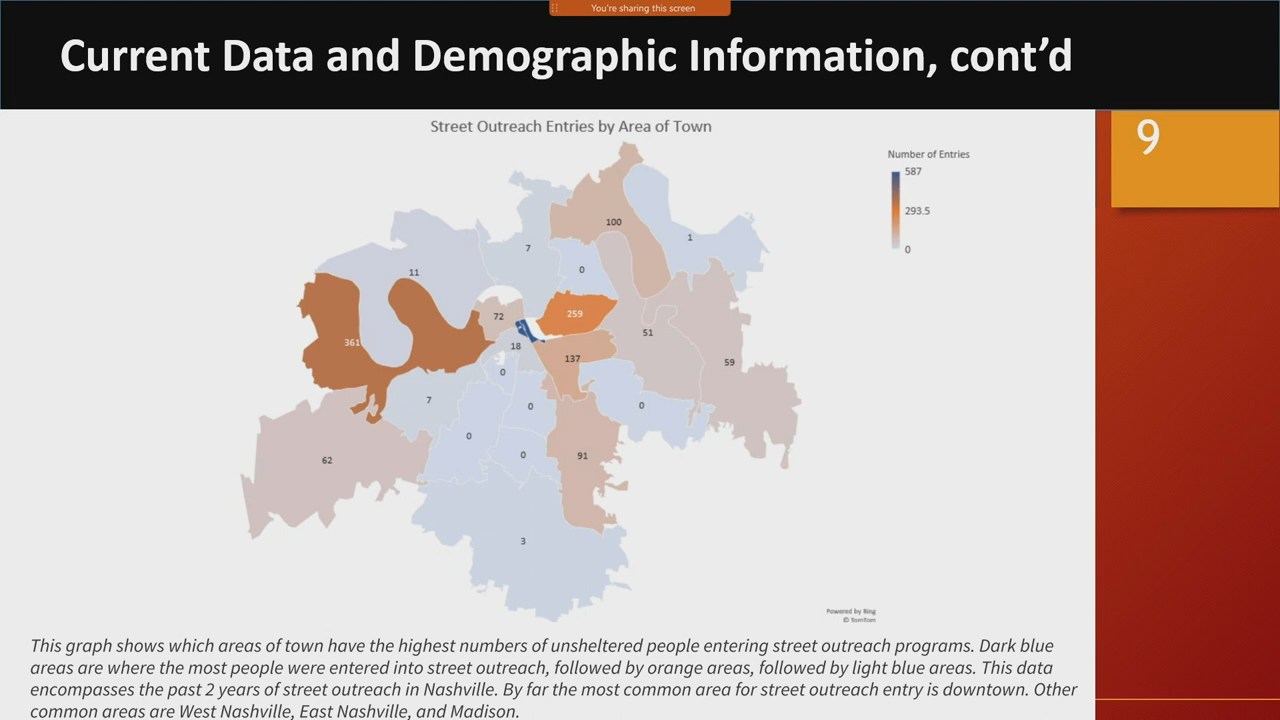 You're sharing this screen
Current Data and Demographic Information, cont’d
9
Street Outreach Entries by Area of Town
Number of Entries
587
293.5
0
100
1
7
0
11
72
259
361
18
51
137
59
0
7
0
0
0
0
91
62
3
Powered by Bing
© TomTom
This graph shows which areas of town have the highest numbers of unsheltered people entering street outreach programs. Dark blue
areas are where the most people were entered into street outreach, followed by orange areas, followed by light blue areas. This data
encompasses the past 2 years of street outreach in Nashville. By far the most common area for street outreach entry is downtown. Other
common areas are West Nashville, East Nashville, and Madison.